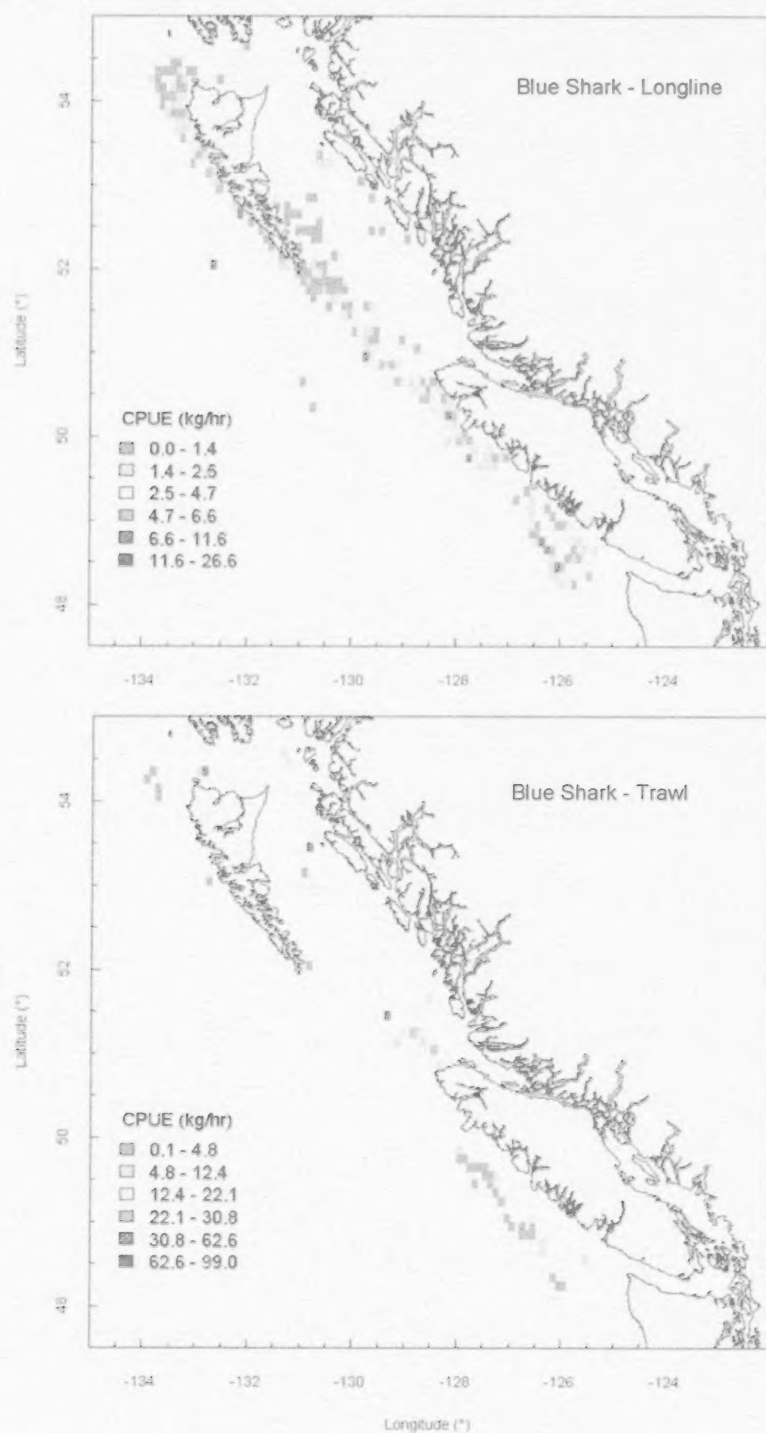 Blue Shark - Longline
54
52
50
48
Latitude (°)
CPUE (kg/hr)
0.0 - 1.4
1.4 - 2.5
2.5 - 4.7
4.7 - 6.6
6.6 - 11.6
11.6 - 26.6
-134
-132
-130
-128
-126
-124
Blue Shark - Trawl
54
52
50
48
Latitude (°)
CPUE (kg/hr)
0.1 - 4.8
4.8 - 12.4
12.4 - 22.1
22.1 - 30.8
30.8 - 62.6
62.6 - 99.0
-134
-132
-130
-128
-126
-124
Longitude (°)